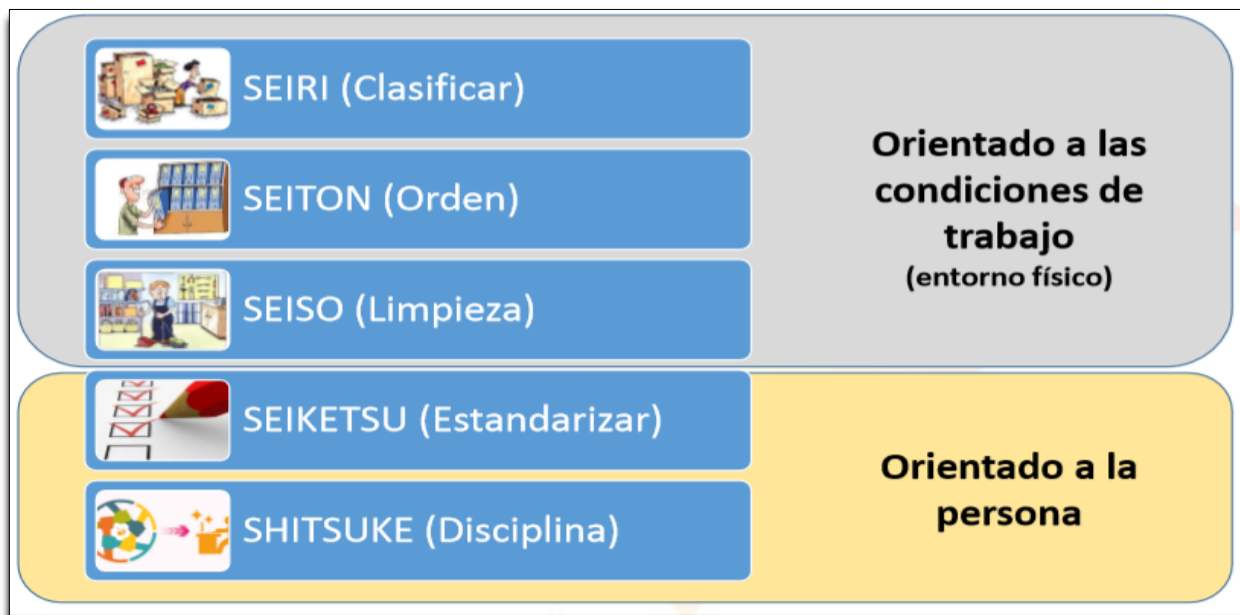 SEIRI (Clasificar)
SEITON (Orden)
SEISO (Limpieza)
Orientado a las
condiciones de
trabajo
(entorno físico)
SEIKETSU (Estandarizar)
SHITSUKE (Disciplina)
Orientado a la
persona